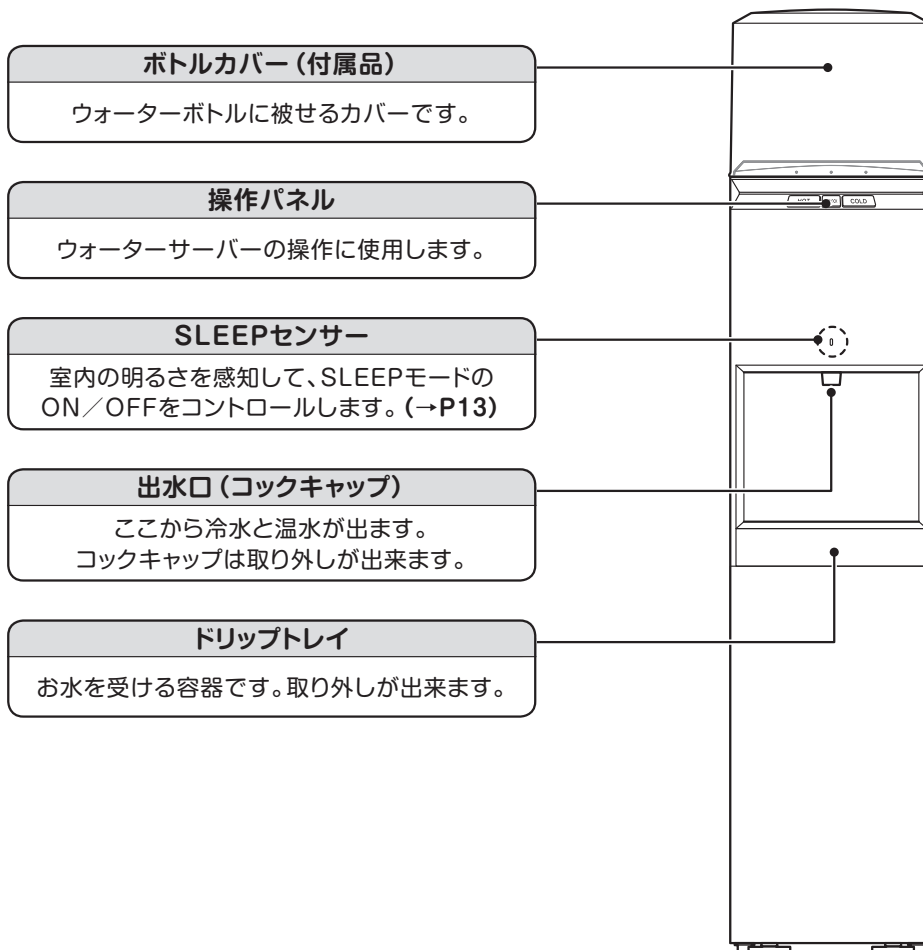 ボトルカバー（付属品）
ウォーターボトルに被せるカバーです。
操作パネル
ウォーターサーバーの操作に使用します。
HOT COLD
SLEEPセンサー
室内の明るさを感知して、SLEEPモードの
ON／OFFをコントロールします。（→P13）
出水口（コックキャップ）
ここから冷水と温水が出ます。
コックキャップは取り外しが出来ます。
ドリップトレイ
お水を受ける容器です。取り外しが出来ます。